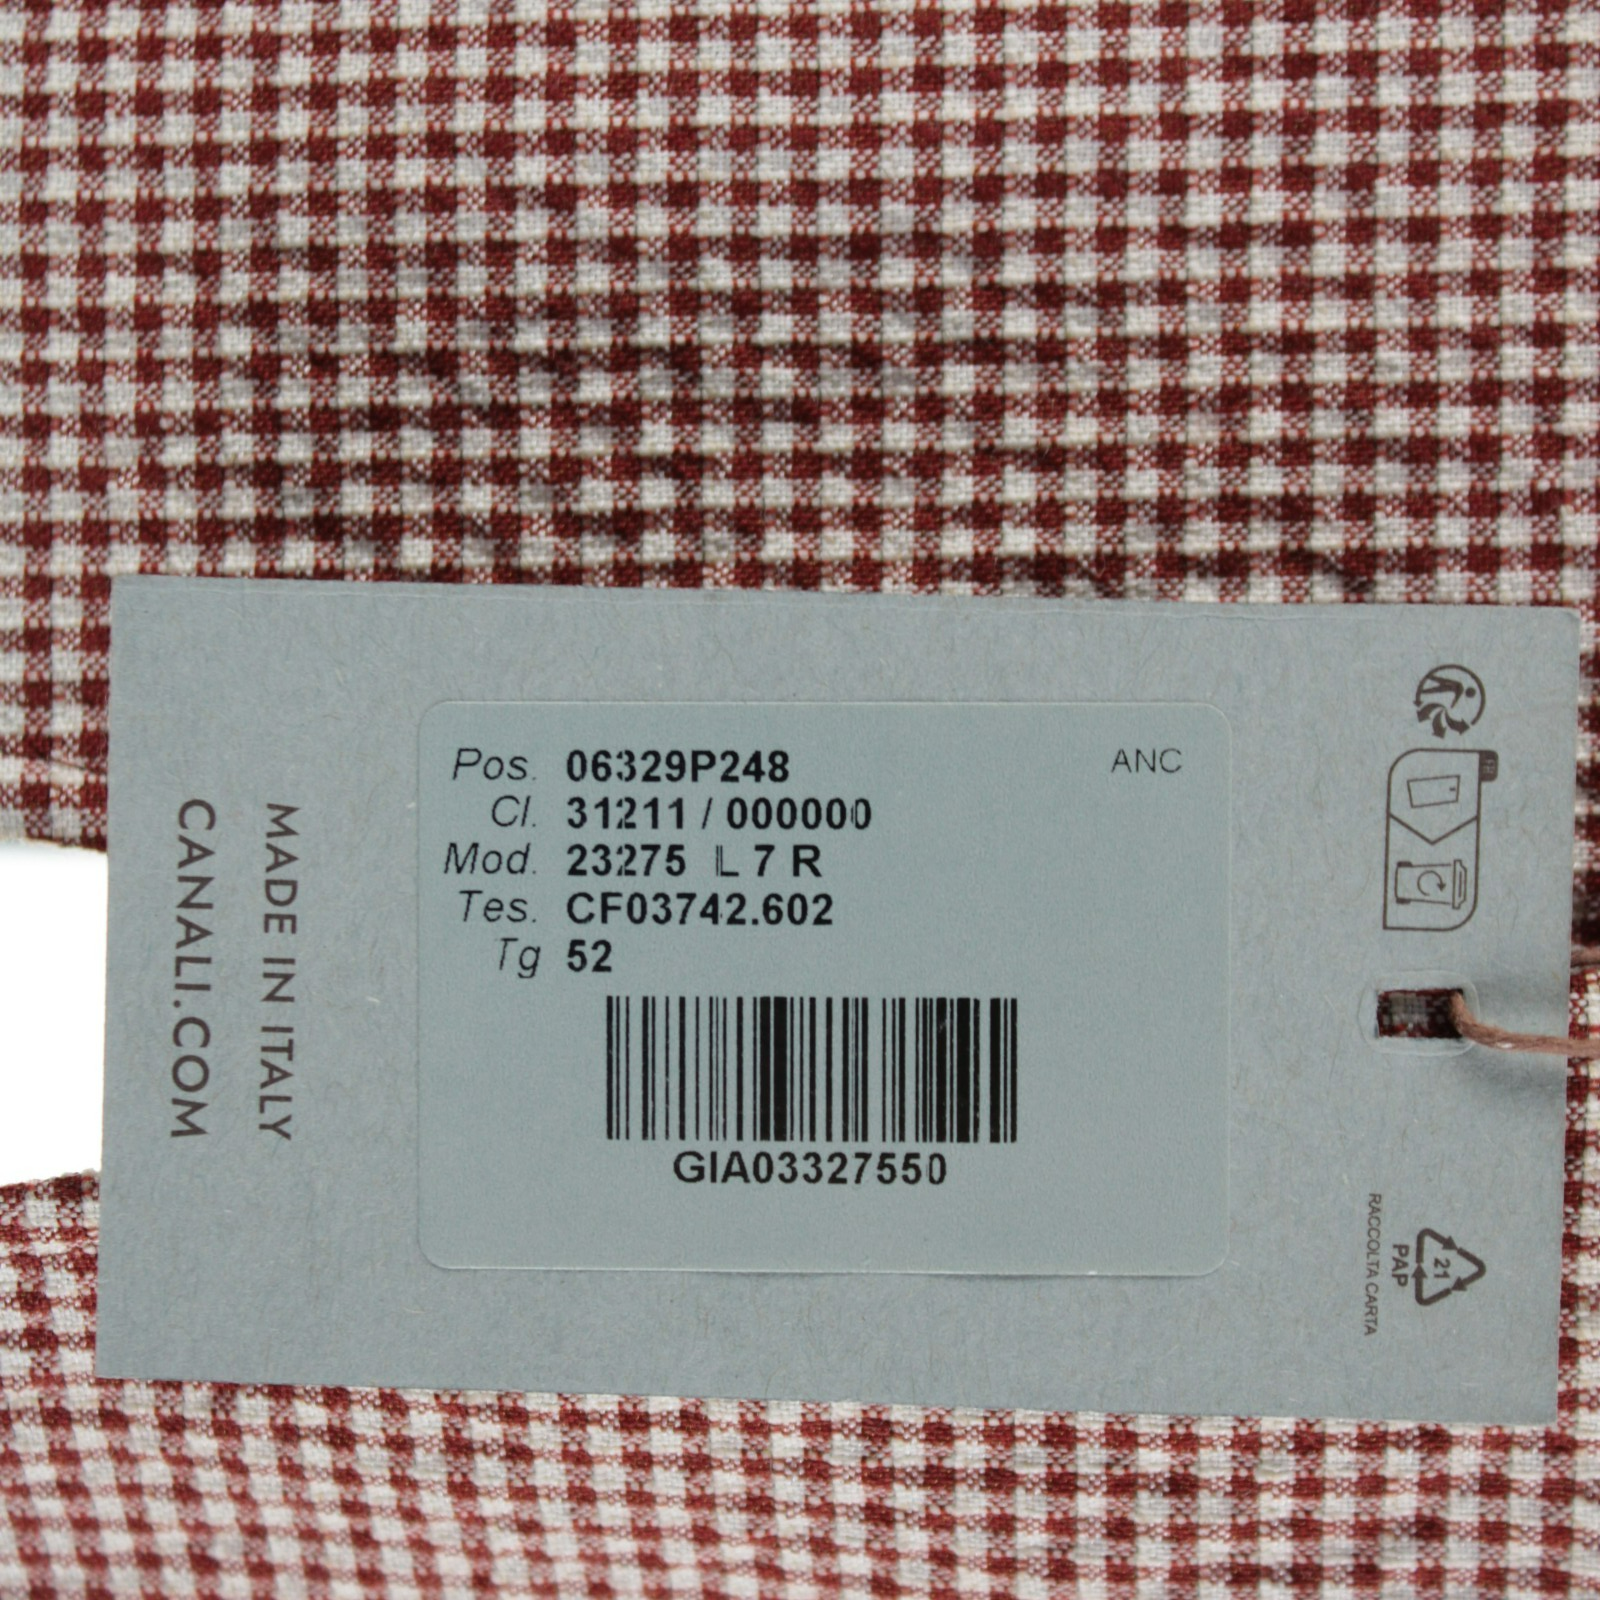 Pos. 06329P248
ANC
Cl. 31211 / 000000
Mod. 23275 L 7 R
Tes. CF03742.602
Tg 52
GIA03327550
MADE IN ITALY
CANALI.COM
FR
21
PAP
RACCOLTA CARTA